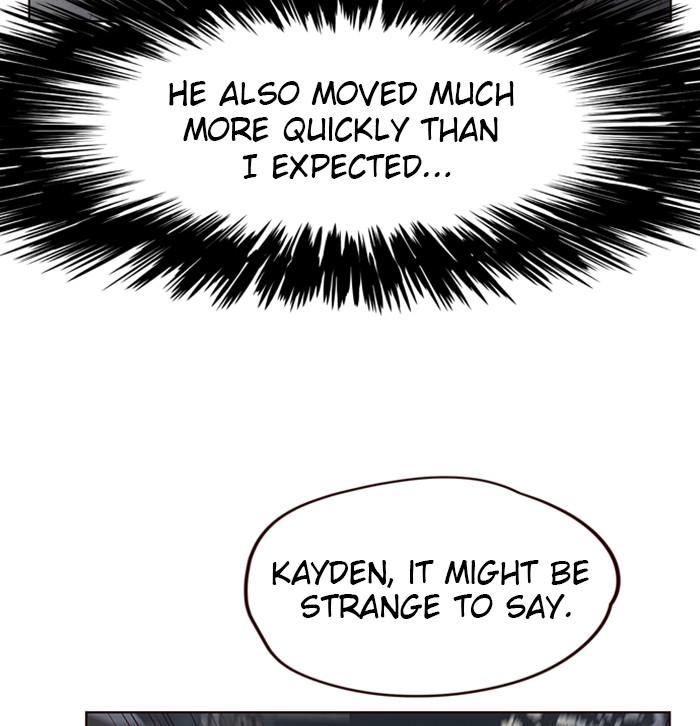 HE ALSO MOVED MUCH
MORE QUICKLY THAN
I EXPECTED...
KAYDEN, IT MIGHT BE
STRANGE TO SAY.